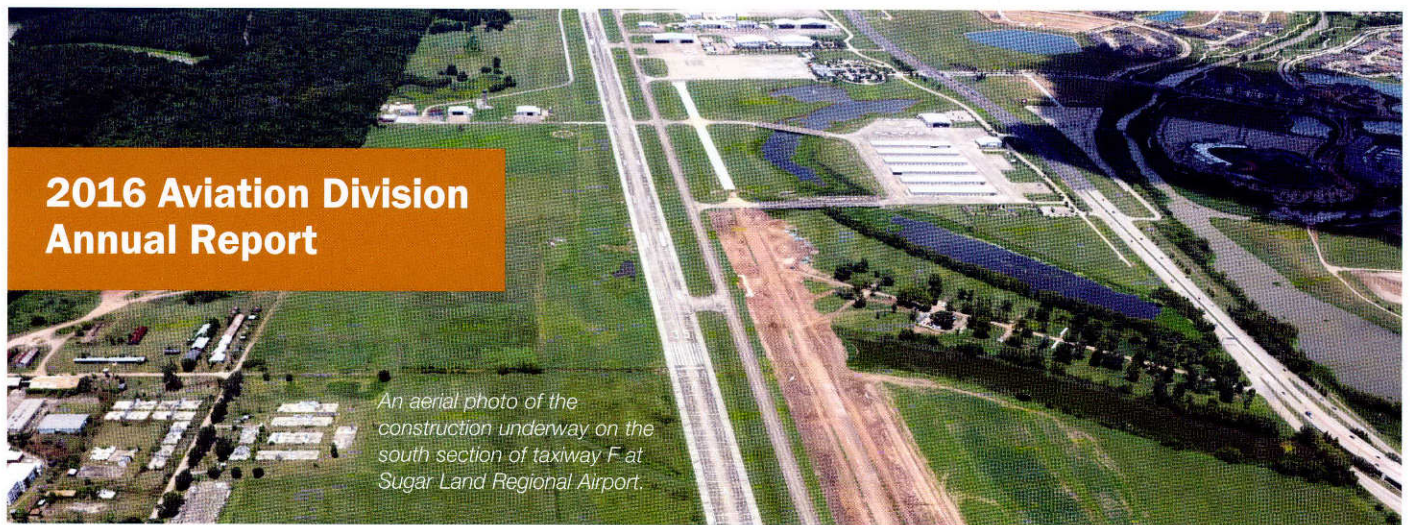 2016 Aviation Division
Annual Report
An aerial photo of the
construction underway on the
south section of taxiway F at
Sugar Land Regional Airport.